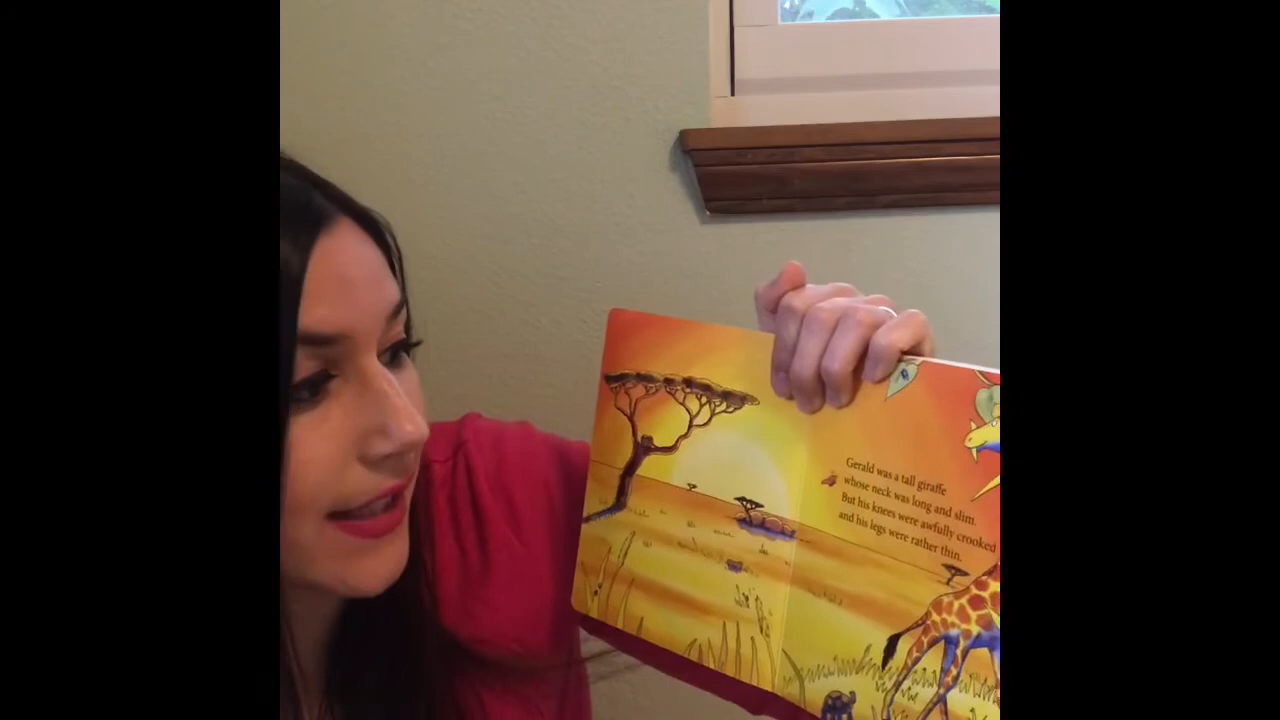 Gerald was a tall giraffe
whose neck was long and slim.
But his knees were awfully crooked
and his legs were rather thin.